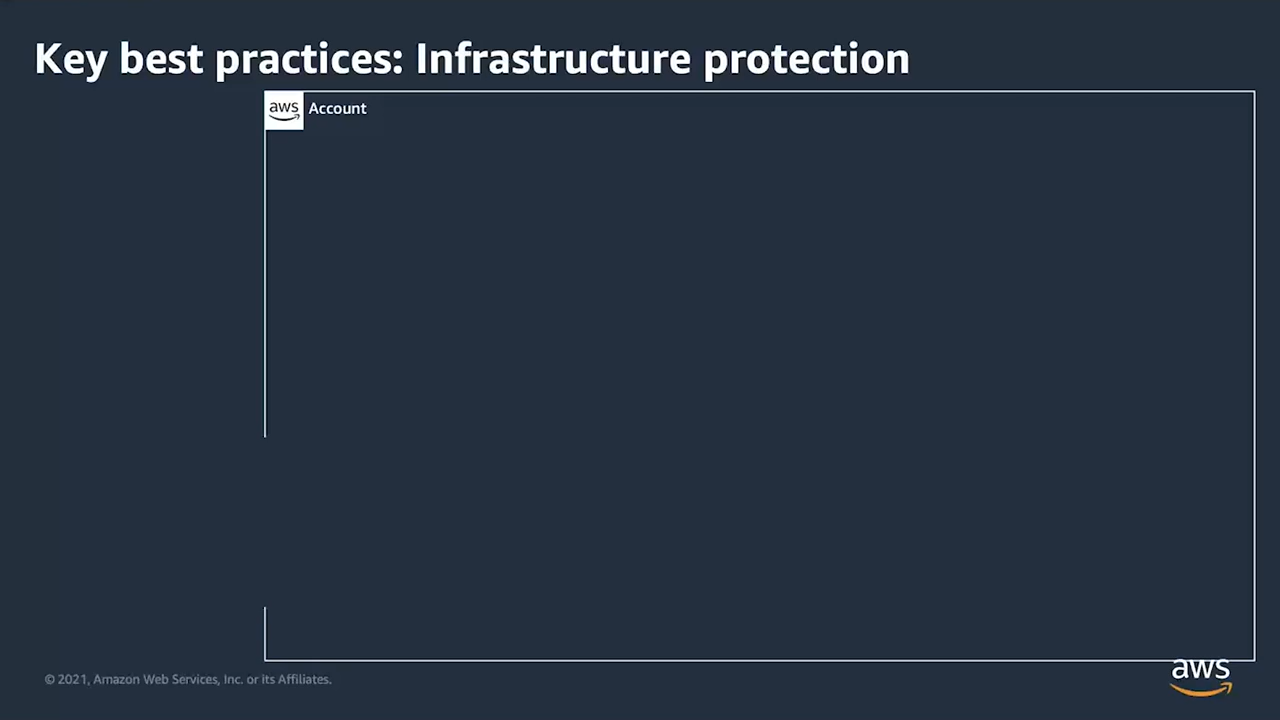 Key best practices: Infrastructure protection
aws Account
© 2021, Amazon Web Services, Inc. or its Affiliates.
aws